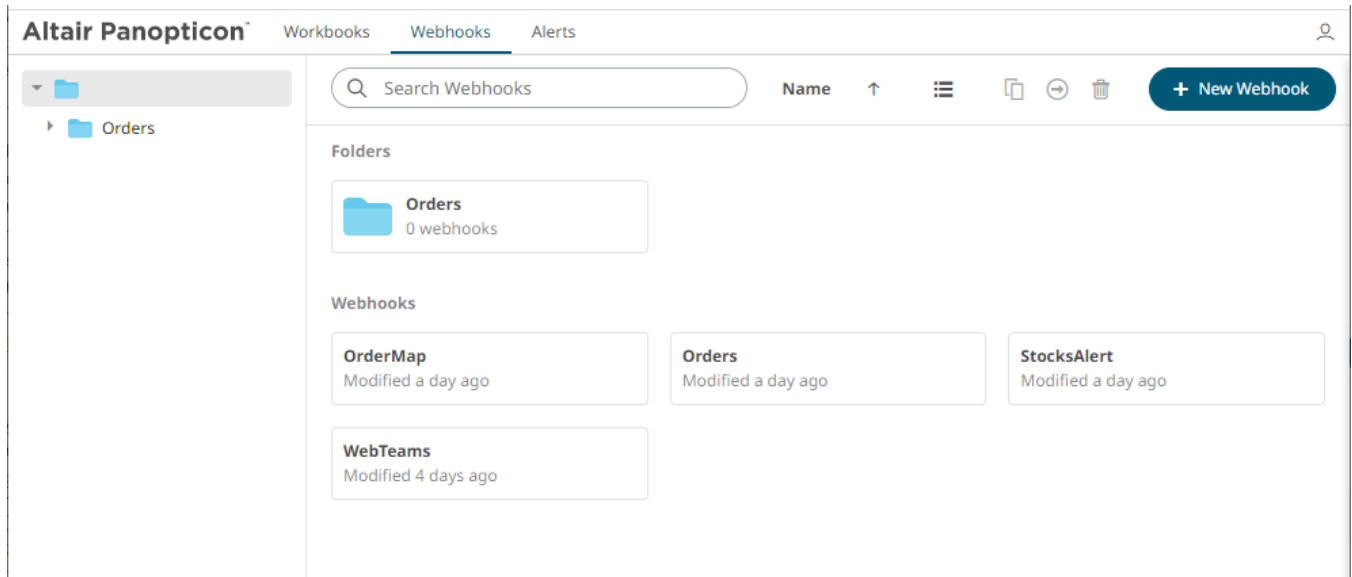 Altair Panopticon™ Workbooks Webhooks Alerts
Search Webhooks Name ↑ + New Webhook
Orders
Folders
Orders
0 webhooks
Webhooks
OrderMap
Modified a day ago
Orders
Modified a day ago
StocksAlert
Modified a day ago
WebTeams
Modified 4 days ago